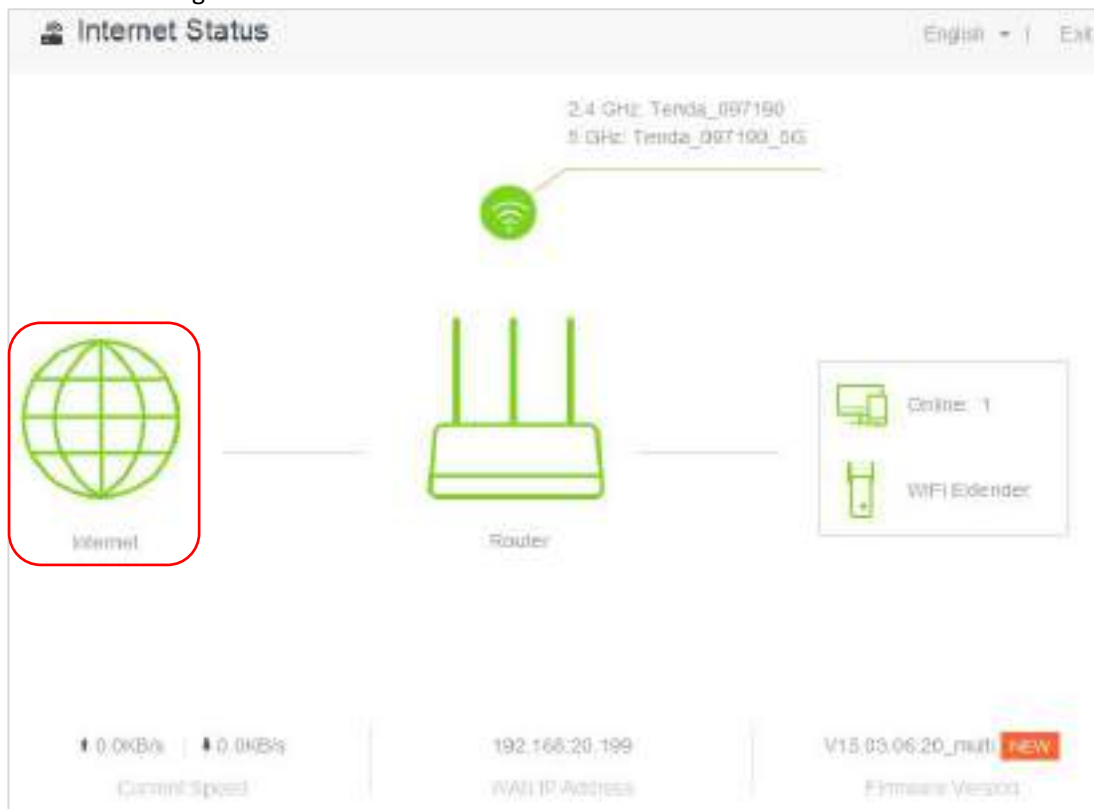 Internet Status
English | Exit
2.4 GHz: Tenda_097190
5 GHz: Tenda_097190_5G
Online: 1
WiFi Extender
Internet
Router
0.0KB/s | 0.0KB/s
192.168.20.199
V15.03.06.20_multi NEW
Current Speed
WAN IP Address
Firmware Version